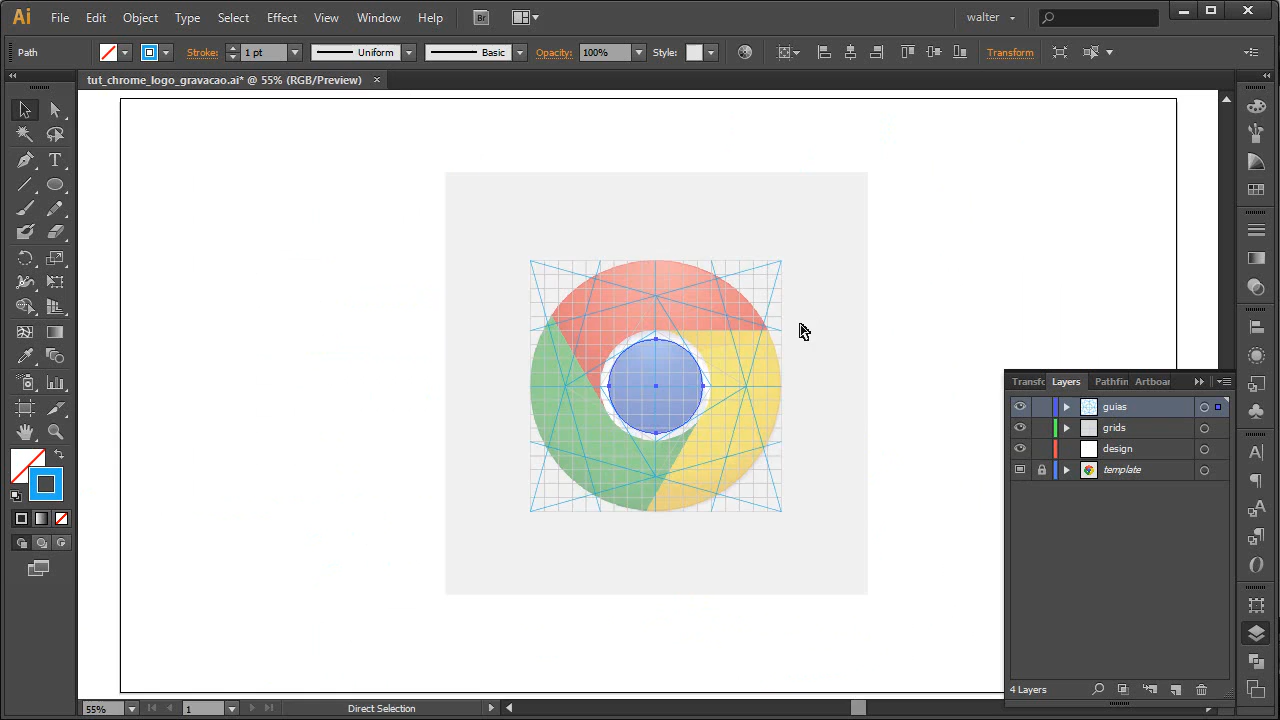 Ai File Edit Object Type Select Effect View Window Help Br walter
Path Stroke: 1 pt Uniform Basic Opacity: 100% Style: Transform
tut_chrome_logo_gravacao.ai* @ 55% (RGB/Preview)
Transfc Layers Pathfin Artboar
guias
grids
design
template
4 Layers
55% 1 Direct Selection